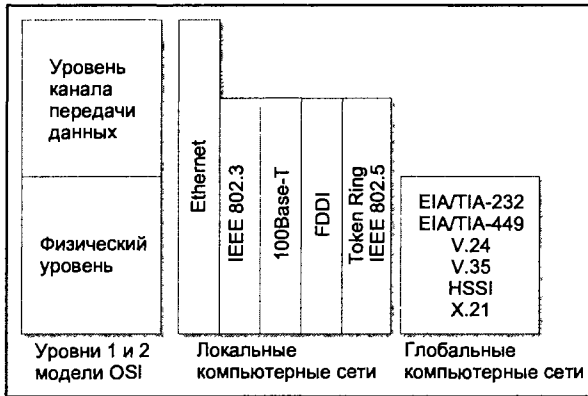 Уровень
канала
передачи
данных
Физический
уровень
Ethernet
IEEE 802.3
100Base-T
FDDI
Token Ring
IEEE 802.5
EIA/TIA-232
EIA/TIA-449
V.24
V.35
HSSI
X.21
Уровни 1 и 2
модели OSI
Локальные
компьютерные сети
Глобальные
компьютерные сети